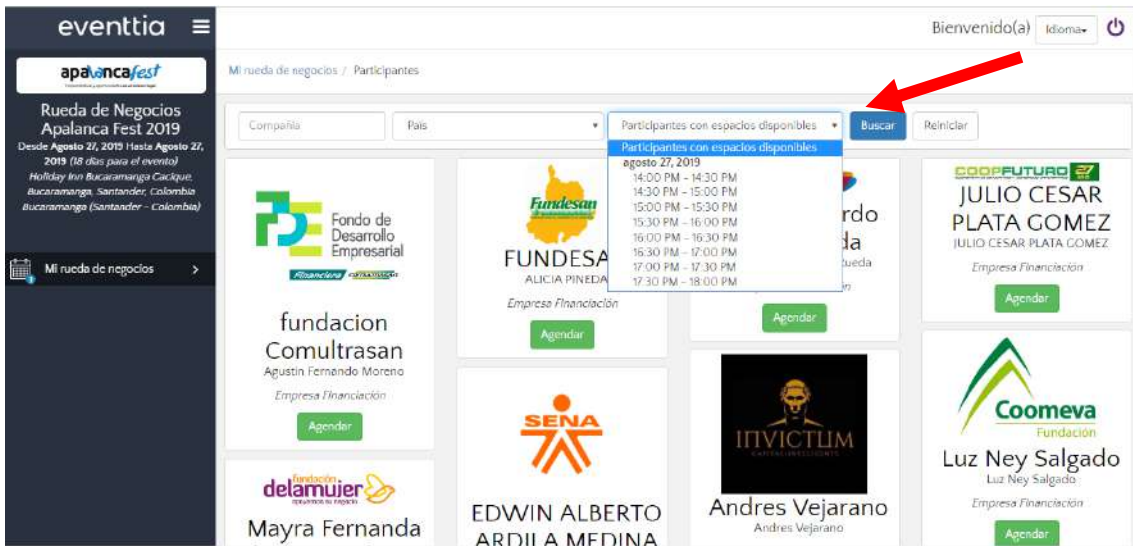 eventtia
Bienvenido(a)
Idioma
apalancafest
Rueda de Negocios
Apalanca Fest 2019
Desde Agosto 27, 2019 Hasta Agosto 27,
2019 (18 días para el evento)
Holiday Inn Bucaramanga Cacique,
Bucaramanga, Santander, Colombia
Bucaramanga (Santander - Colombia)
Mi rueda de negocios
Mi rueda de negocios / Participantes
Compañía
País
Participantes con espacios disponibles
Buscar
Reiniciar
Participantes con espacios disponibles
agosto 27, 2019
14:00 PM - 14:30 PM
14:30 PM - 15:00 PM
15:00 PM - 15:30 PM
15:30 PM - 16:00 PM
16:00 PM - 16:30 PM
16:30 PM - 17:00 PM
17:00 PM - 17:30 PM
17:30 PM - 18:00 PM
Fondo de
Desarrollo
Empresarial
Financiera comultrasan
fundacion
Comultrasan
Agustin Fernando Moreno
Empresa Financiación
Agendar
fundación
delamujer
Mayra Fernanda
Fundesan
FUNDESA
ALICIA PINEDA
Empresa Financiación
Agendar
SENA
EDWIN ALBERTO
ARDILA MEDINA
rdo
da
ueda
Agendar
INVICTUM
CAPITAL INTELIGENTE
Andres Vejarano
Andres Vejarano
COOPFUTURO 27
JULIO CESAR
PLATA GOMEZ
JULIO CESAR PLATA GOMEZ
Empresa Financiación
Agendar
Coomeva
Fundación
Luz Ney Salgado
Luz Ney Salgado
Empresa Financiación
Agendar